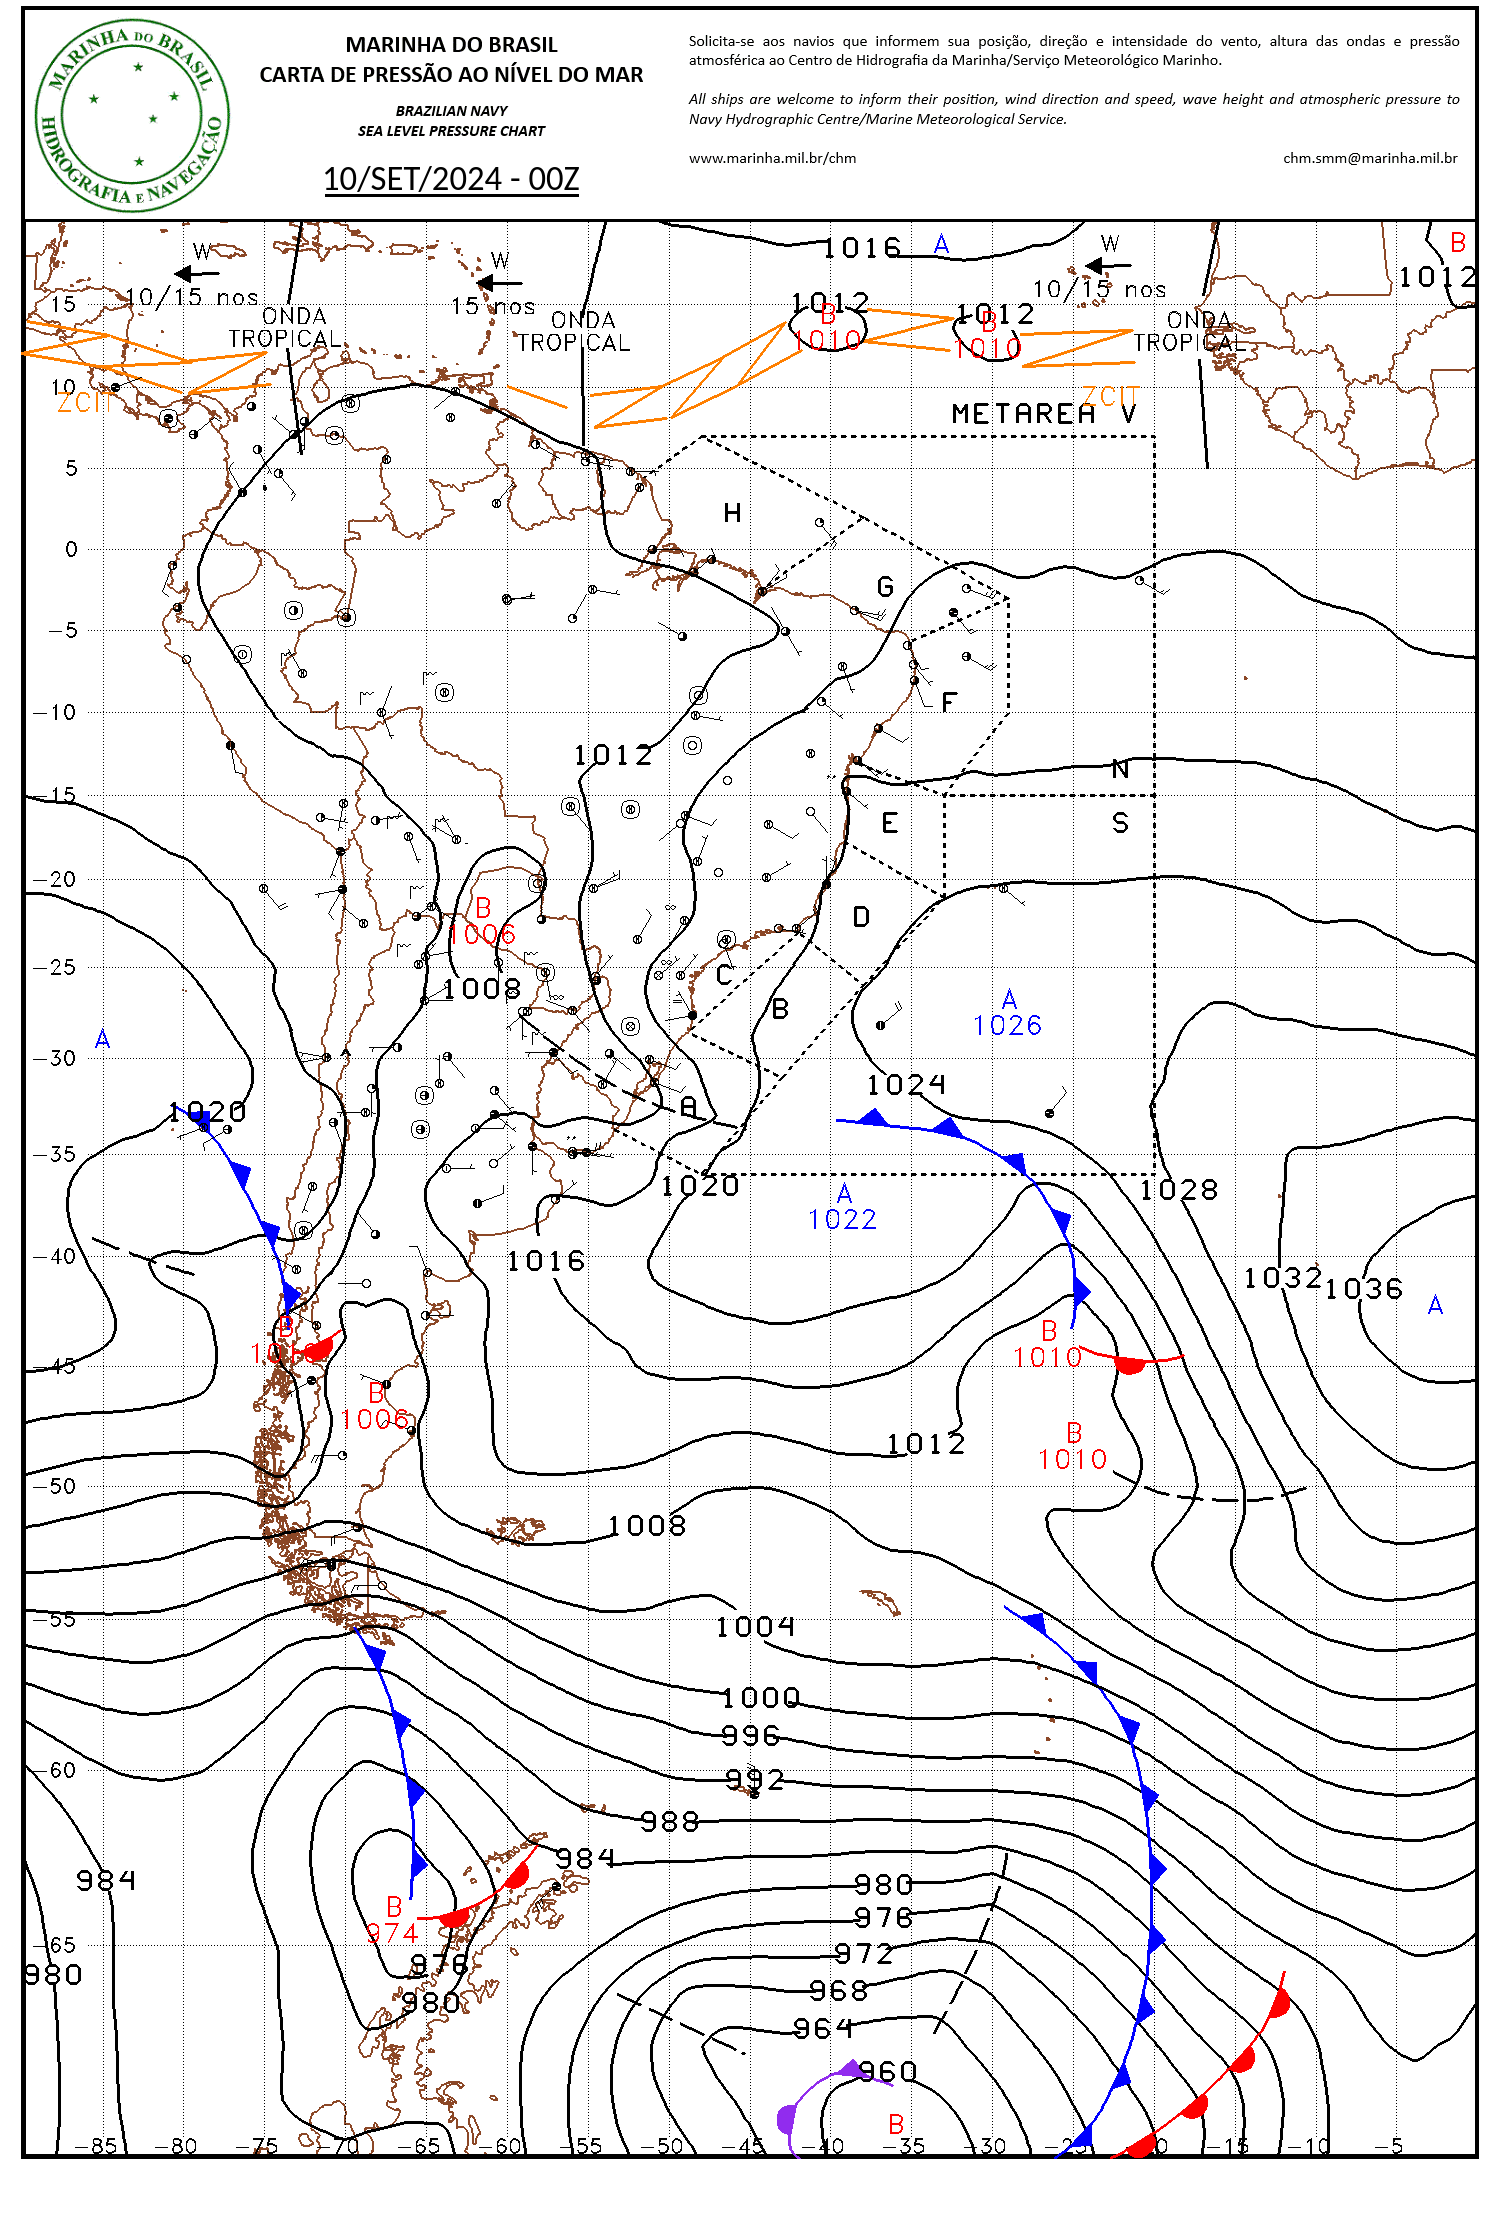 MARINHA DO BRASIL
HIDROGRAFIA E NAVEGAÇÃO
MARINHA DO BRASIL
CARTA DE PRESSÃO AO NÍVEL DO MAR
BRAZILIAN NAVY
SEA LEVEL PRESSURE CHART
10/SET/2024 - 00Z
Solicita-se aos navios que informem sua posição, direção e intensidade do vento, altura das ondas e pressão
atmosférica ao Centro de Hidrografia da Marinha/Serviço Meteorológico Marinho.
All ships are welcome to inform their position, wind direction and speed, wave height and atmospheric pressure to
Navy Hydrographic Centre/Marine Meteorological Service.
www.marinha.mil.br/chm
chm.smm@marinha.mil.br
W
10/15 nos
W
15 nos
1016
A
W
10/15 nos
B
1012
15
ONDA
TROPICAL
ONDA
TROPICAL
1012
B
1010
1012
B
1010
ONDA
TROPICAL
10
ZCIT
ZCIT
METAREA V
5
H
0
G
-5
F
-10
1012
N
-15
E
S
-20
B
1006
D
-25
C
1008
B
A
1026
A
-30
1024
1020
A
-35
1020
A
1022
1028
-40
1016
1032
1036
A
B
B
1010
-45
B
1006
1012
B
1010
-50
1008
-55
1004
1000
996
-60
992
988
984
984
980
B
974
976
-65
976
972
980
980
968
964
960
B
-85
-80
-75
-70
-65
-60
-55
-50
-45
-40
-35
-30
-25
-15
-10
-5